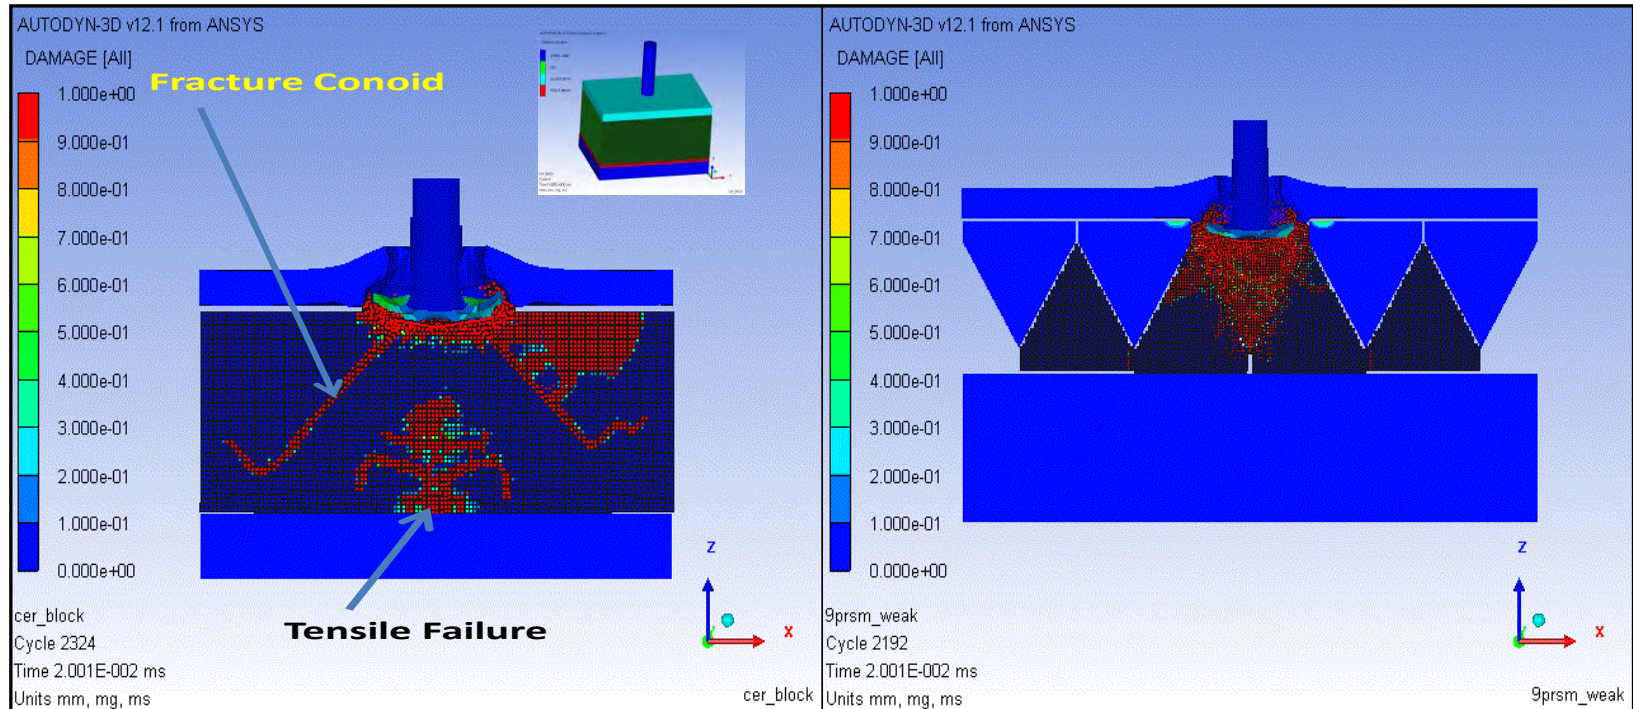 AUTODYN-3D v12.1 from ANSYS
DAMAGE [All]
Fracture Conoid
1.000e+00
9.000e-01
8.000e-01
7.000e-01
6.000e-01
5.000e-01
4.000e-01
3.000e-01
2.000e-01
1.000e-01
0.000e+00
Tensile Failure
Z
X
cer_block
Cycle 2324
Time 2.001E-002 ms
Units mm, mg, ms
cer_block
AUTODYN-3D v12.1 from ANSYS
DAMAGE [All]
1.000e+00
9.000e-01
8.000e-01
7.000e-01
6.000e-01
5.000e-01
4.000e-01
3.000e-01
2.000e-01
1.000e-01
0.000e+00
Z
X
9prsm_weak
Cycle 2192
Time 2.001E-002 ms
Units mm, mg, ms
9prsm_weak